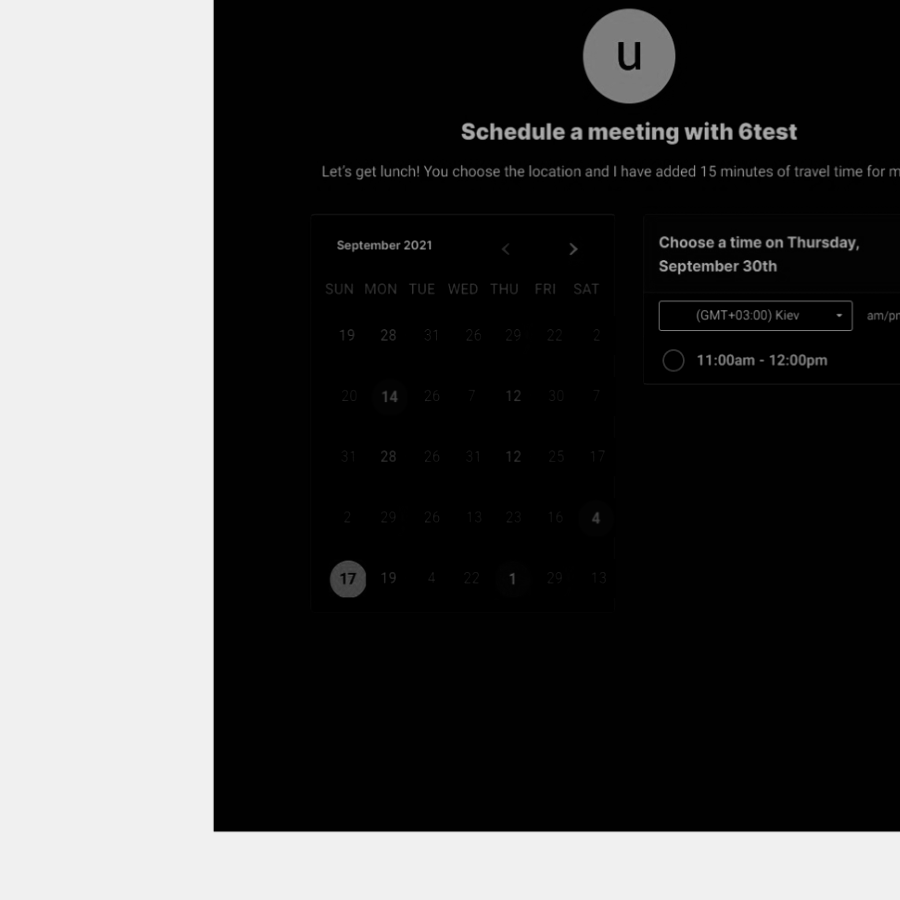 u
Schedule a meeting with 6test
Let's get lunch! You choose the location and I have added 15 minutes of travel time for m
September 2021
SUN MON TUE WED THU FRI SAT
19 28 31 26 29 22 2
20 14 26 7 12 30 7
31 28 26 31 12 25 17
2 29 26 13 23 16 4
17 19 4 22 1 29 13
Choose a time on Thursday,
September 30th
(GMT+03:00) Kiev am/pm
11:00am - 12:00pm